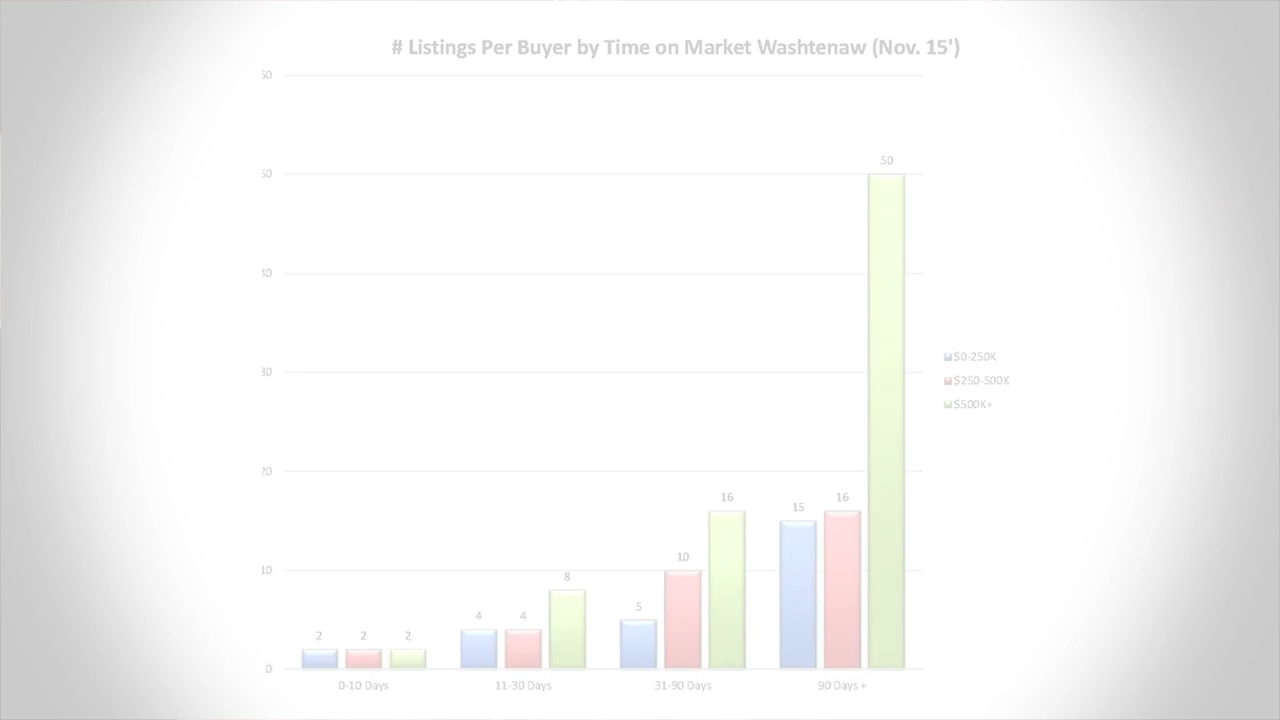 # Listings Per Buyer by Time on Market Washtenaw (Nov. 15')
50
2
2
2
4
4
8
5
10
16
15
16
20
10
0
0-10 Days
11-30 Days
31-90 Days
90 Days +
$0-250K
$250-500K
$500K+